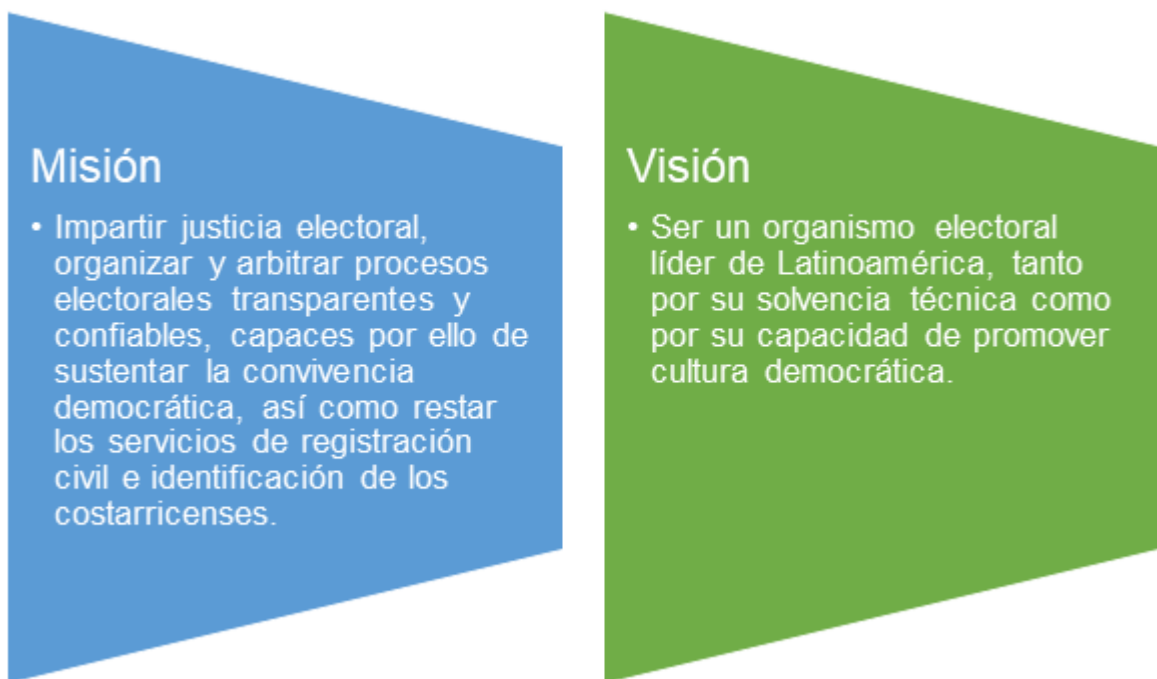 Misión
• Impartir justicia electoral,
organizar y arbitrar procesos
electorales transparentes y
confiables, capaces por ello de
sustentar la convivencia
democrática, así como restar
los servicios de registración
civil e identificación de los
costarricenses.
Visión
• Ser un organismo electoral
líder de Latinoamérica, tanto
por su solvencia técnica como
por su capacidad de promover
cultura democrática.